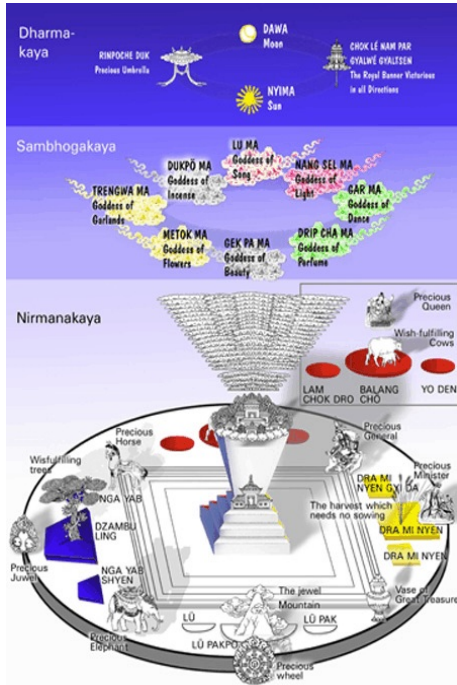 Dharma-
kaya
DAWA
Moon
RINPOCHE DUK
Precious Umbrella
CHOK LÉ NAM PAR
GYALWÉ GYALTSEN
The Royal Banner Victorious
in all Directions
NYIMA
Sun
Sambhogakaya
LU MA
Goddess of
Song
DUKPÖ MA
Goddess of
Incense
NANG SEL MA
Goddess of
Light
TRENGWA MA
Goddess of
Garlands
GAR MA
Goddess of
Dance
METOK MA
Goddess of
Flowers
GEK PA MA
Goddess of
Beauty
DRIP CHA MA
Goddess of
Perfume
Nirmanakaya
Precious
Queen
Wish-fulfilling
Cows
LAM
CHOK DRO
BALANG
CHÖ
YO DEN
Precious
Horse
Precious
General
Wisfulfilling
trees
Precious
Minister
NGA YAB
DRA MI
NYEN
The harvest which
needs no sowing
DZAMBU
LING
DRA MI NYEN
DRA MI NYEN
Precious
Juwel
NGA YAB
SHYEN
The jewel
Mountain
Vase of
Great Treasure
Precious
Elephant
LÜ
LÜ PAK
LÜ PAKPO
Precious
wheel